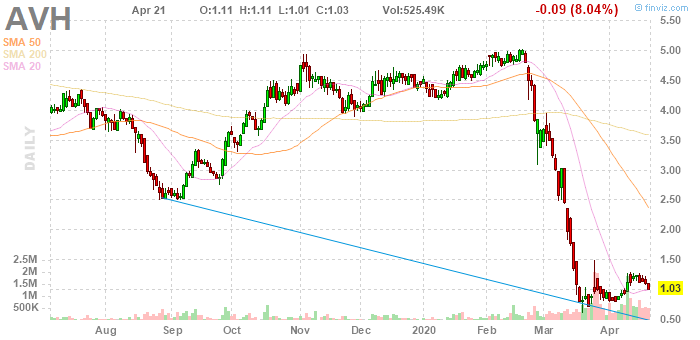 AVH Apr 21 O:1.11 H:1.11 L:1.01 C:1.03 Vol:525.49K -0.09 (8.04%) © finviz.com
SMA 50
SMA 200
SMA 20
DAILY
5.50
5.00
4.50
4.00
3.50
3.00
2.50
2.00
1.50
1.03
0.50
2.5M
2M
1.5M
1M
500K
Aug Sep Oct Nov Dec 2020 Feb Mar Apr